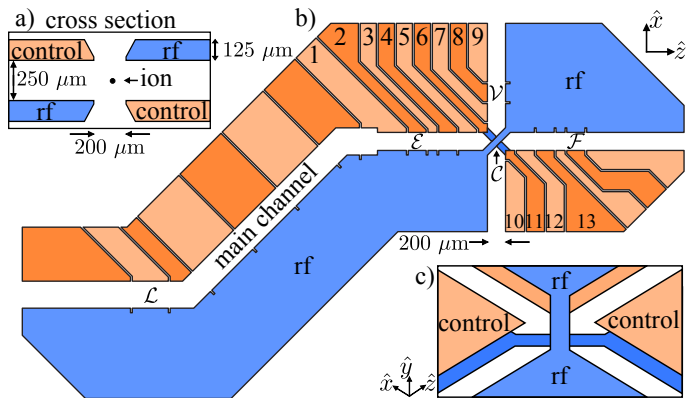 a)
cross section
control
rf
125 μm
250 μm
ion
rf
control
200 μm
b)
1
2
3
4
5
6
7
8
9
𝒱
rf
x̂
ẑ
ℰ
ℱ
𝒞
main channel
rf
ℒ
10
11
12
13
200 μm
c)
rf
control
control
rf
ŷ
x̂
ẑ